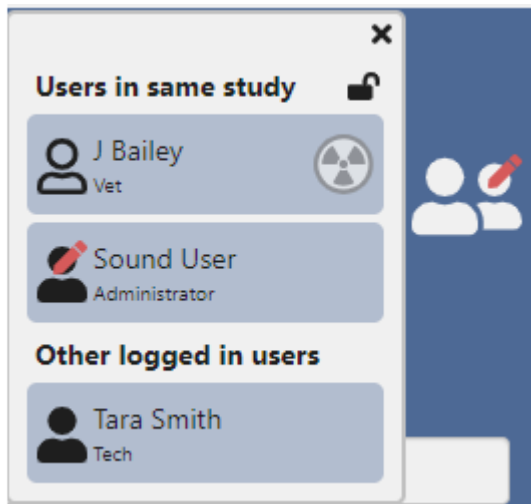 Users in same study
J Bailey
Vet
Sound User
Administrator
Other logged in users
Tara Smith
Tech